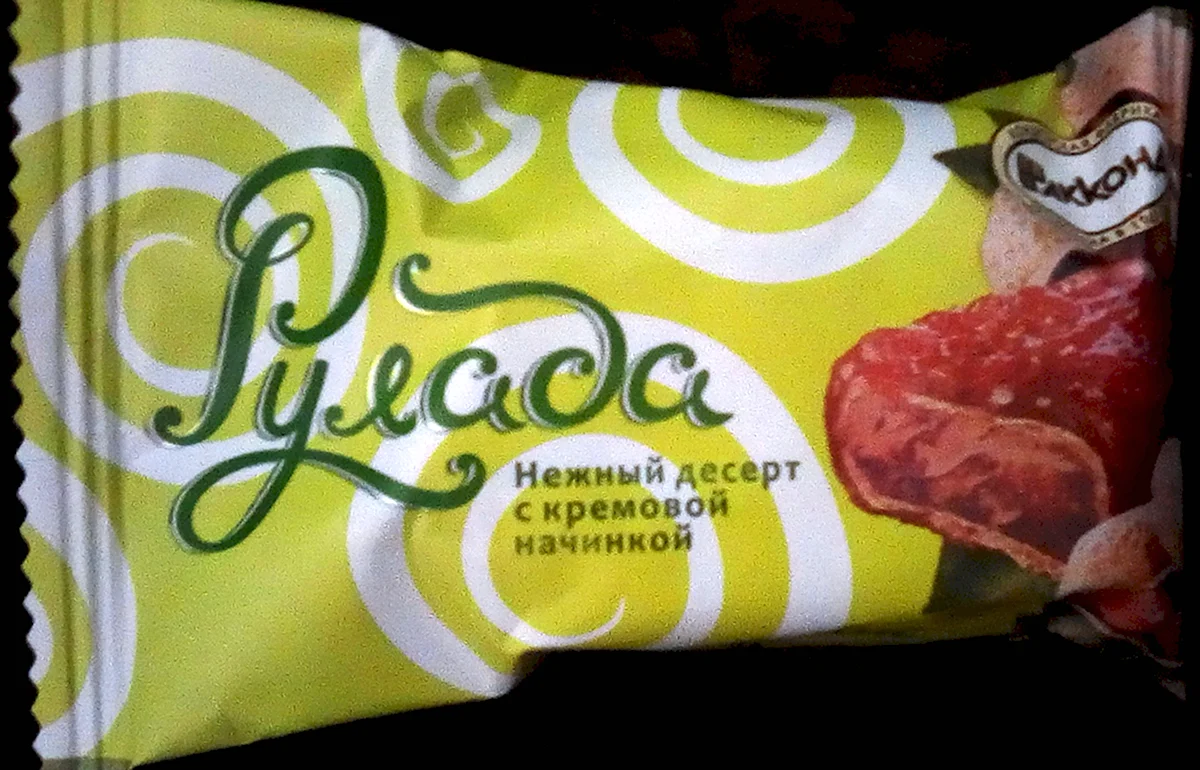 Рулада
Нежный десерт
с кремовой
начинкой
Акконд